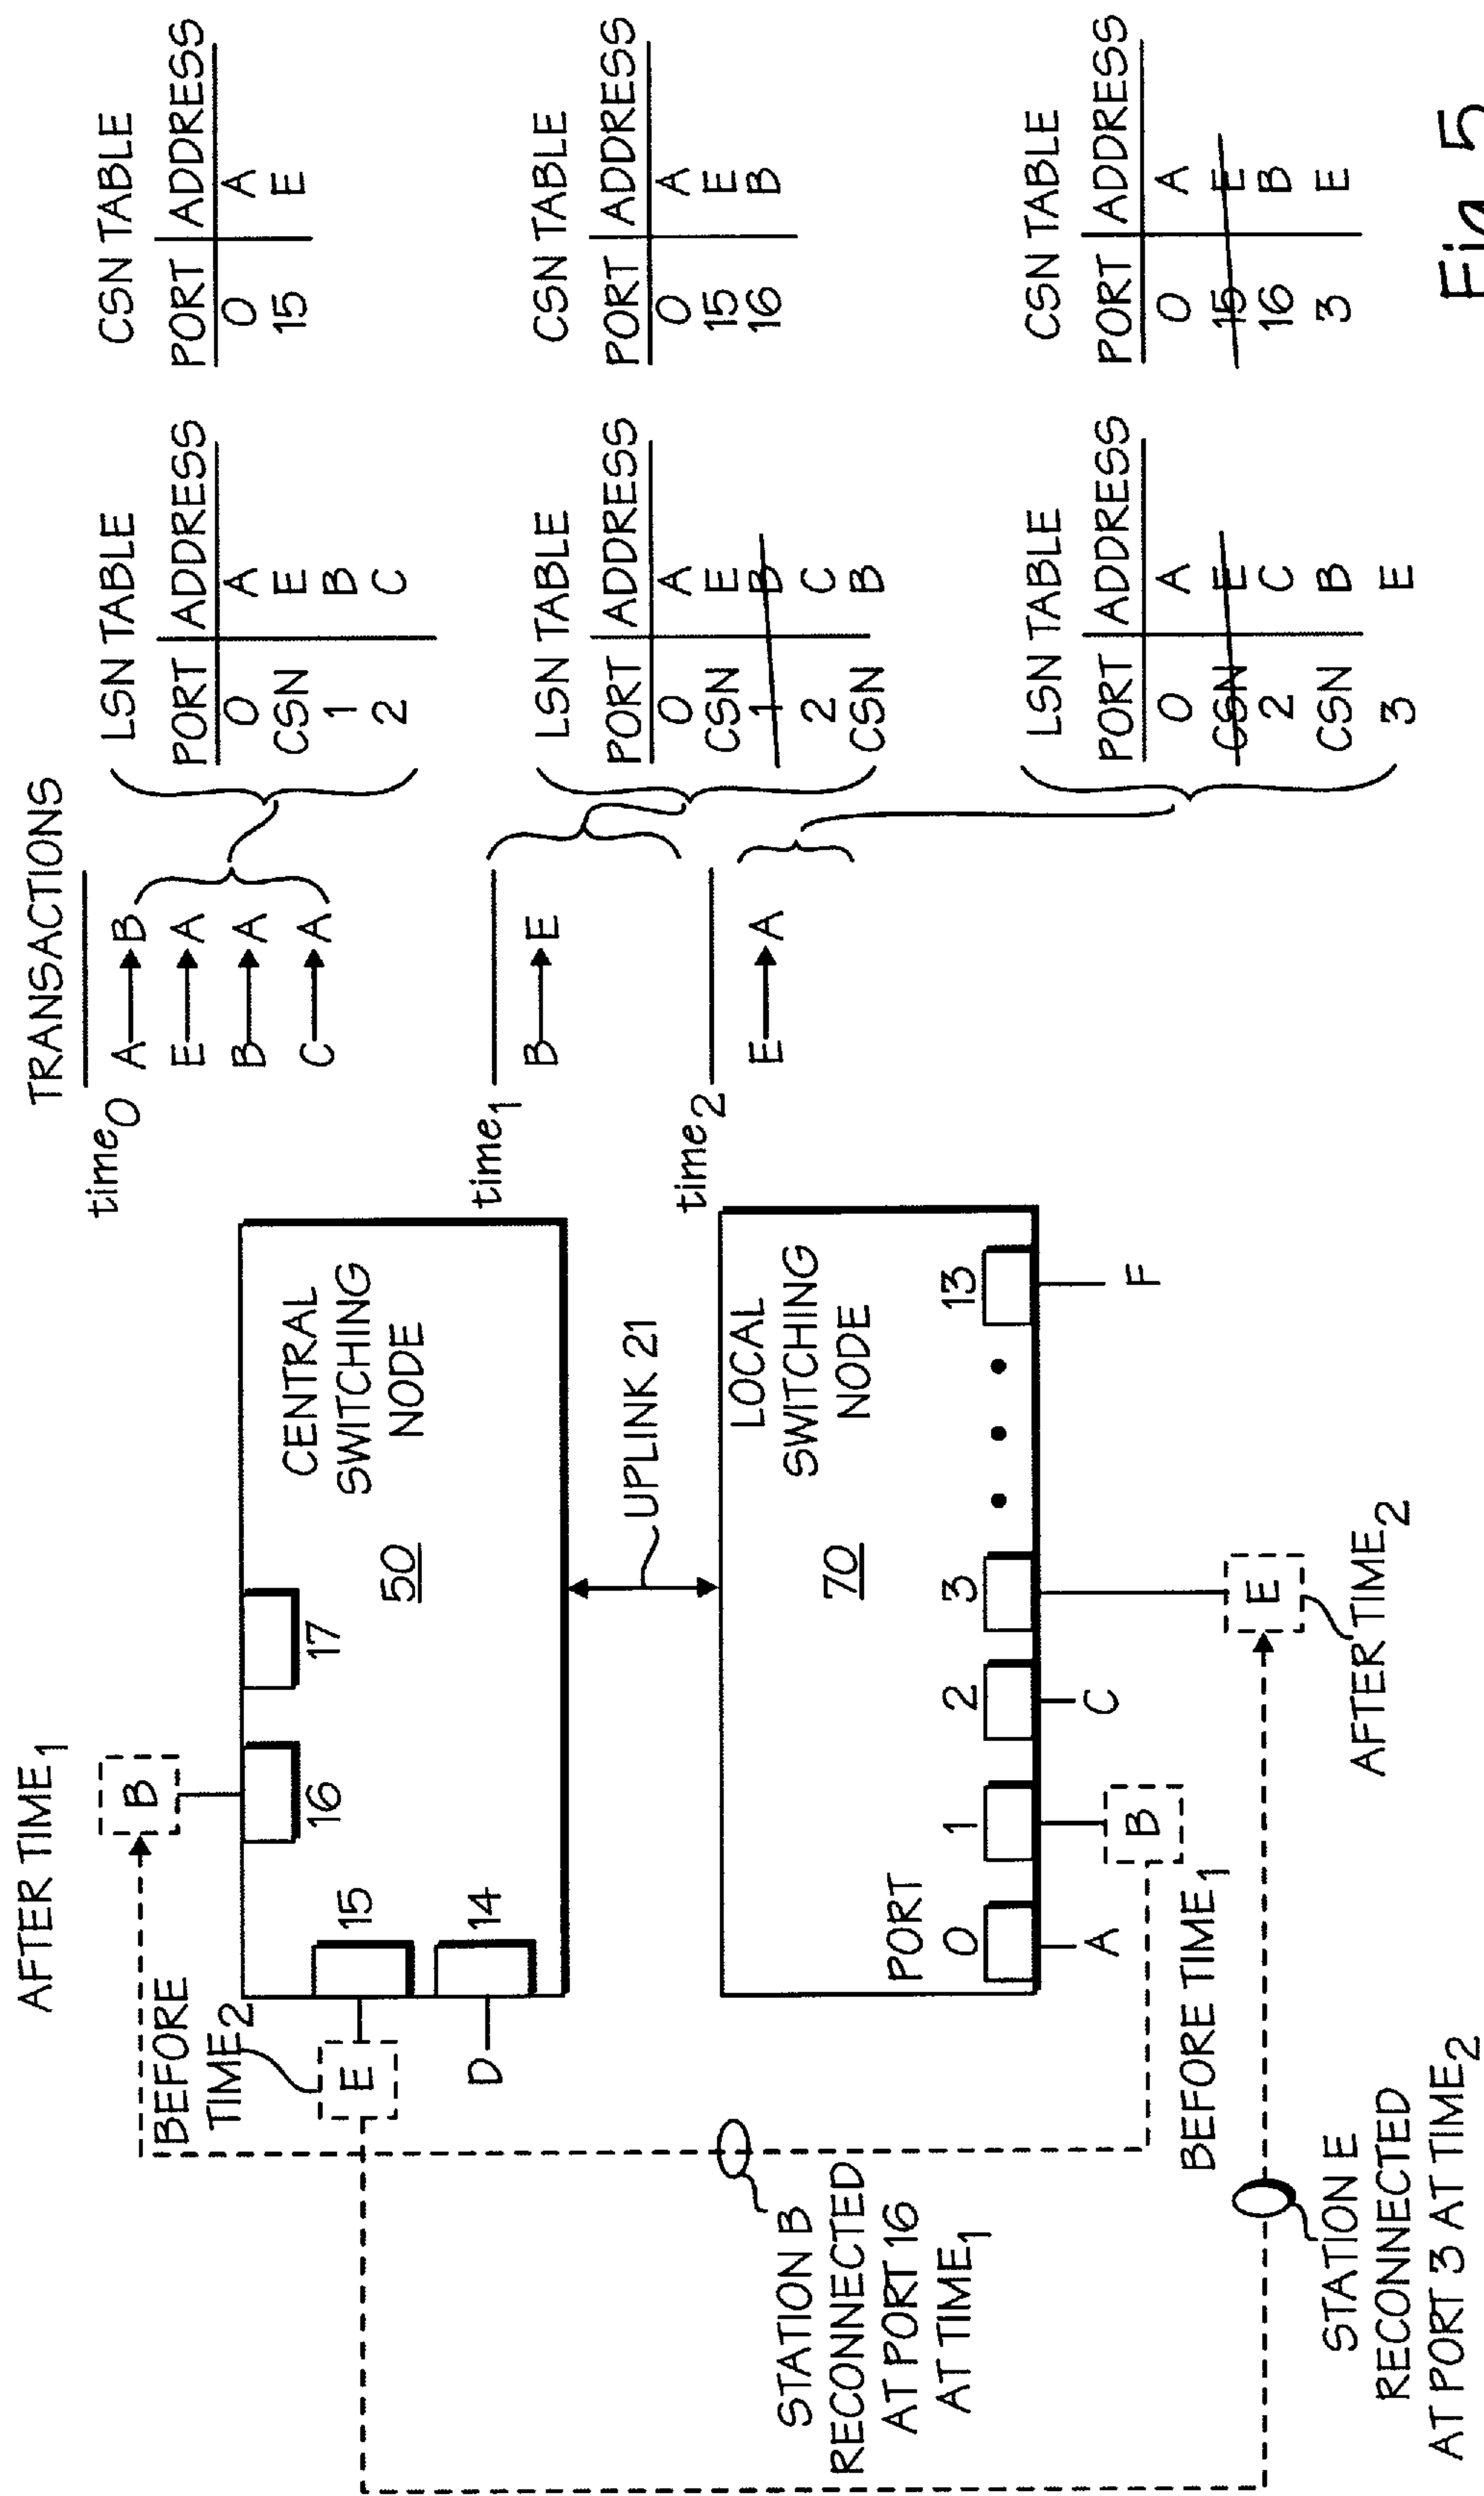 AFTER TIME1
B
BEFORE
TIME2
E
D
15
14
16
17
50
CENTRAL
SWITCHING
NODE
UPLINK 21
LOCAL
SWITCHING
NODE
70
PORT
0
1
2
3
13
A
B
C
F
BEFORE TIME1
E
AFTER TIME2
STATION B
RECONNECTED
AT PORT 16
AT TIME1
STATION E
RECONNECTED
AT PORT 3 AT TIME2
TRANSACTIONS
time0
A B
E A
B A
C A
time1
B E
time2
E A
LSN TABLE
PORT ADDRESS
0 A
CSN E
1 B
2 C
CSN TABLE
PORT ADDRESS
0 A
15 E
LSN TABLE
PORT ADDRESS
0 A
CSN E
1 B
2 C
CSN B
CSN TABLE
PORT ADDRESS
0 A
15 E
16 B
LSN TABLE
PORT ADDRESS
0 A
CSN E
2 C
CSN B
3 E
CSN TABLE
PORT ADDRESS
0 A
15 E
16 B
3 E
Fig. 5